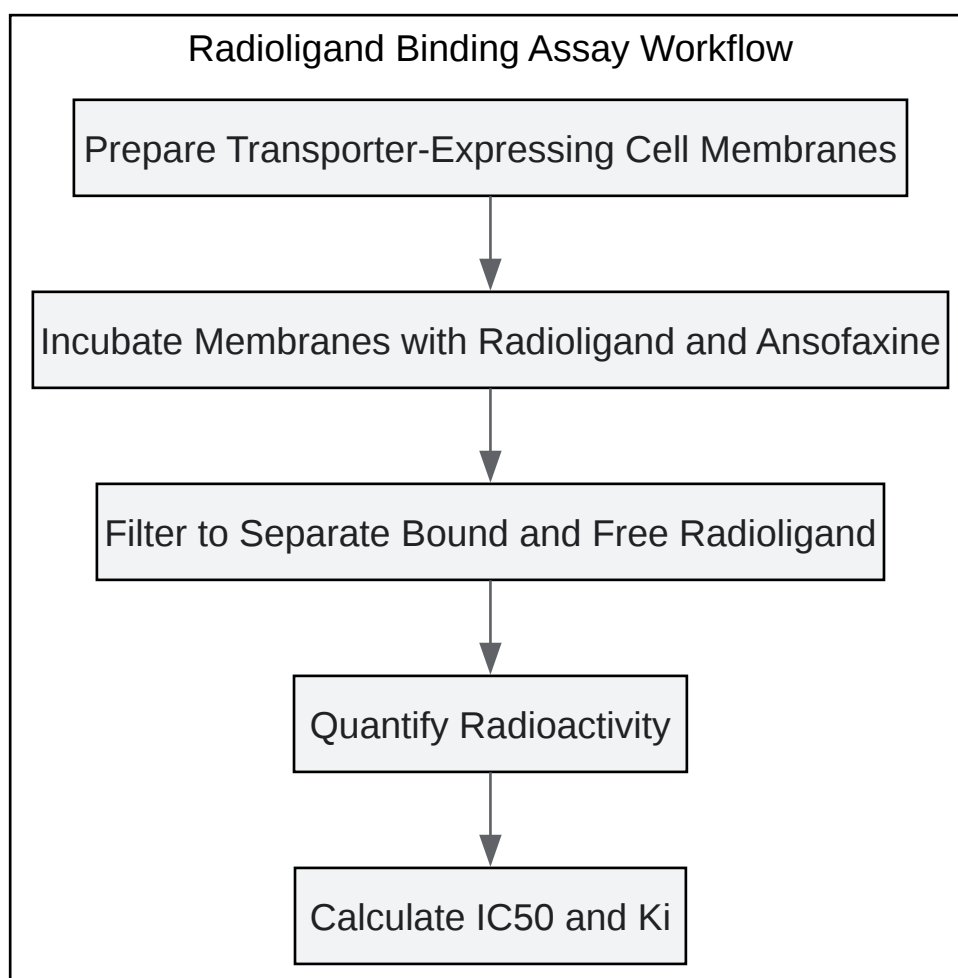 Radioligand Binding Assay Workflow
Prepare Transporter-Expressing Cell Membranes
Incubate Membranes with Radioligand and Ansofaxine
Filter to Separate Bound and Free Radioligand
Quantify Radioactivity
Calculate IC50 and Ki